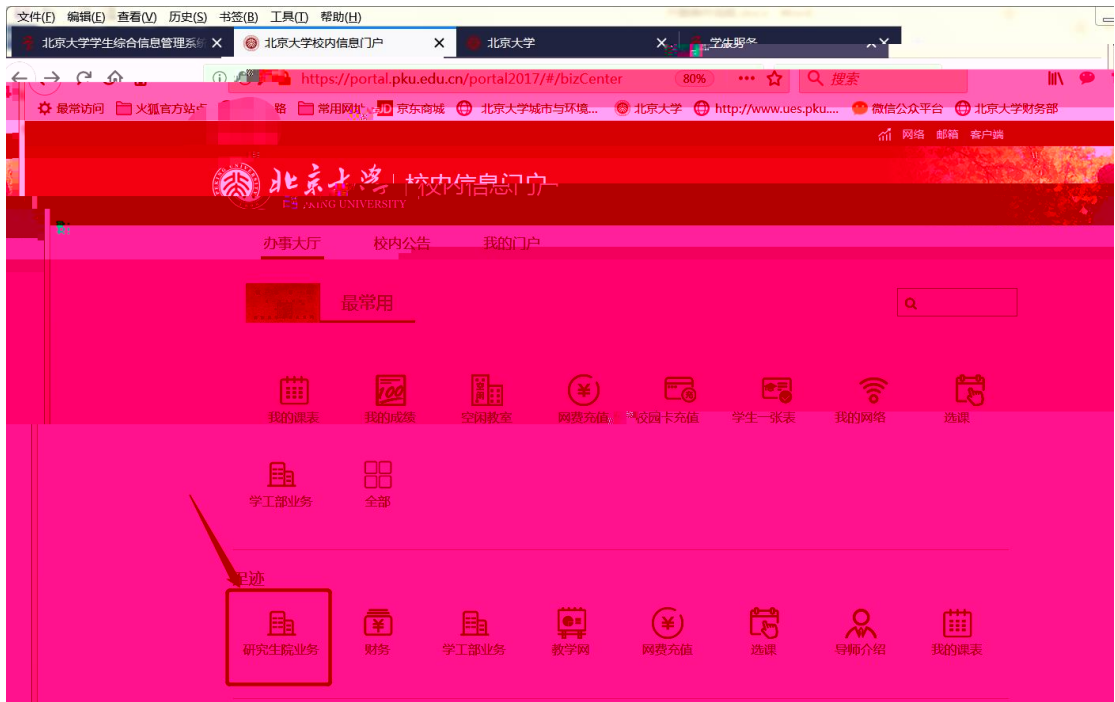 文件(F) 编辑(E) 查看(V) 历史(S) 书签(B) 工具(T) 帮助(H)
北京大学学生综合信息管理系统 北京大学校内信息门户 北京大学
https://portal.pku.edu.cn/portal2017/#/bizCenter 80% 搜索
最常访问 火狐官方站点 常用网址 JD 京东商城 北京大学城市与环境... 北京大学 http://www.ues.pku.... 微信公众平台 北京大学财务部
网络 邮箱 客户端
北京大学 校内信息门户
UNIVERSITY
办事大厅 校内公告 我的门户
最常用
我的课表 我的成绩 空闲教室 网费充值 校园卡充值 学生一张表 我的网络 选课
学工部业务 全部
足迹
研究生院业务 财务 学工部业务 教学网 网费充值 选课 导师介绍 我的课表